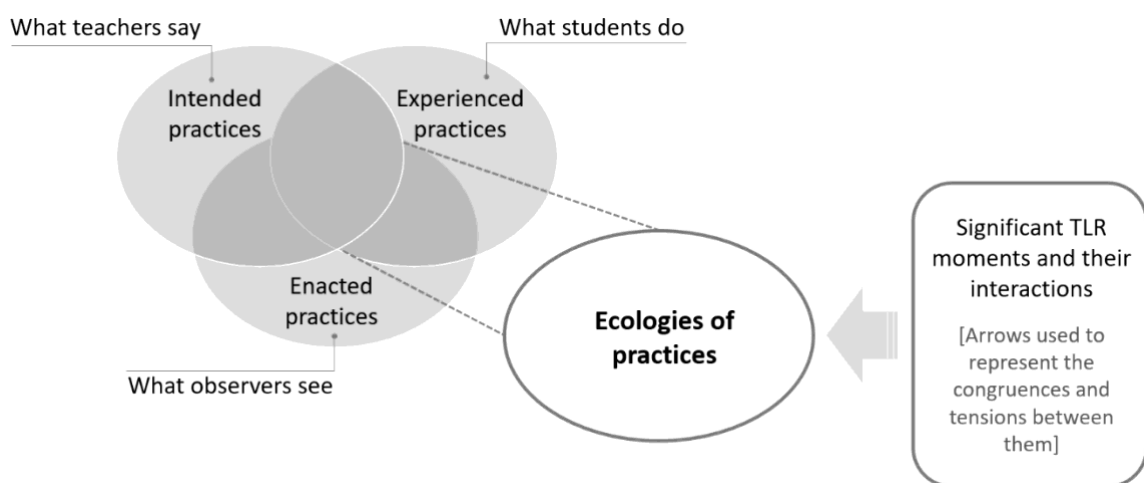 What teachers say
What students do
Intended
practices
Experienced
practices
Enacted
practices
What observers see
Ecologies of
practices
Significant TLR
moments and their
interactions
[Arrows used to
represent the
congruences and
tensions between
them]